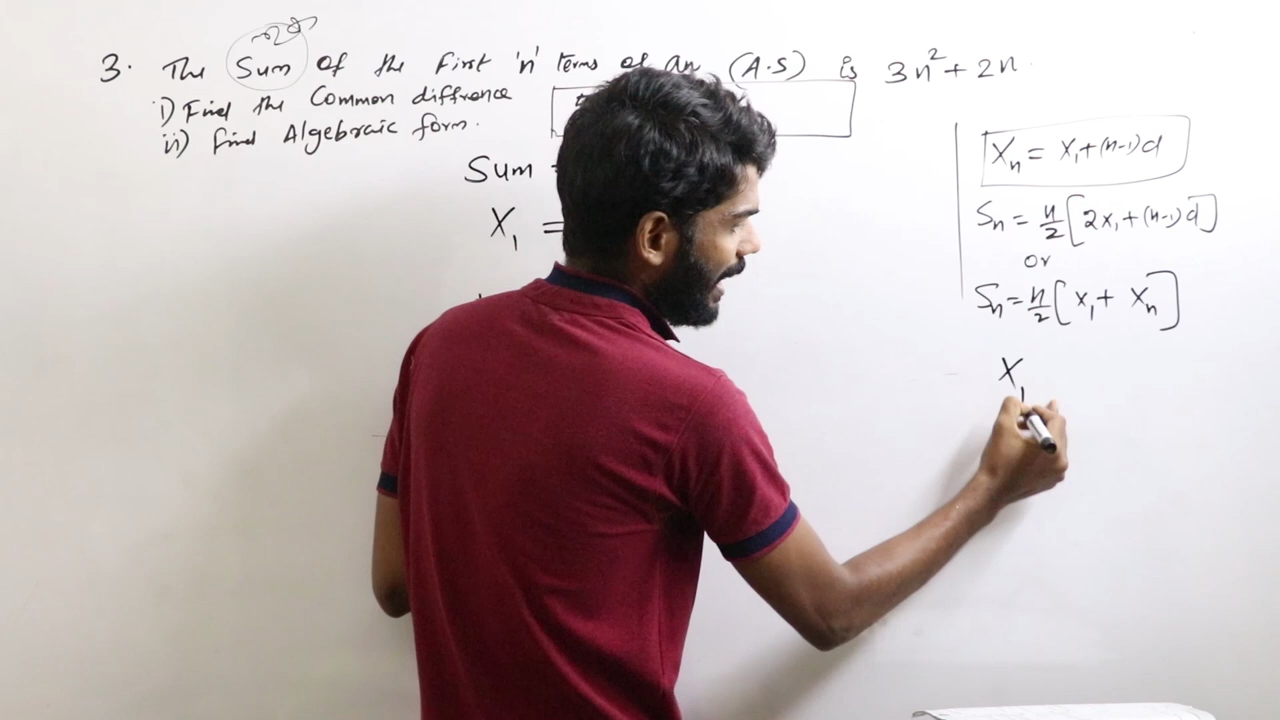 3. The Sum of the First 'n' terms of an (A.S) is 3n² + 2n
i) Find the Common diffrence
ii) Find Algebraic form.
Sum
X₁ =
Xₙ = X₁ + (n-1)d
Sₙ = n/2 [2X₁ + (n-1)d]
Or
Sₙ = n/2 [X₁ + Xₙ]
X₁